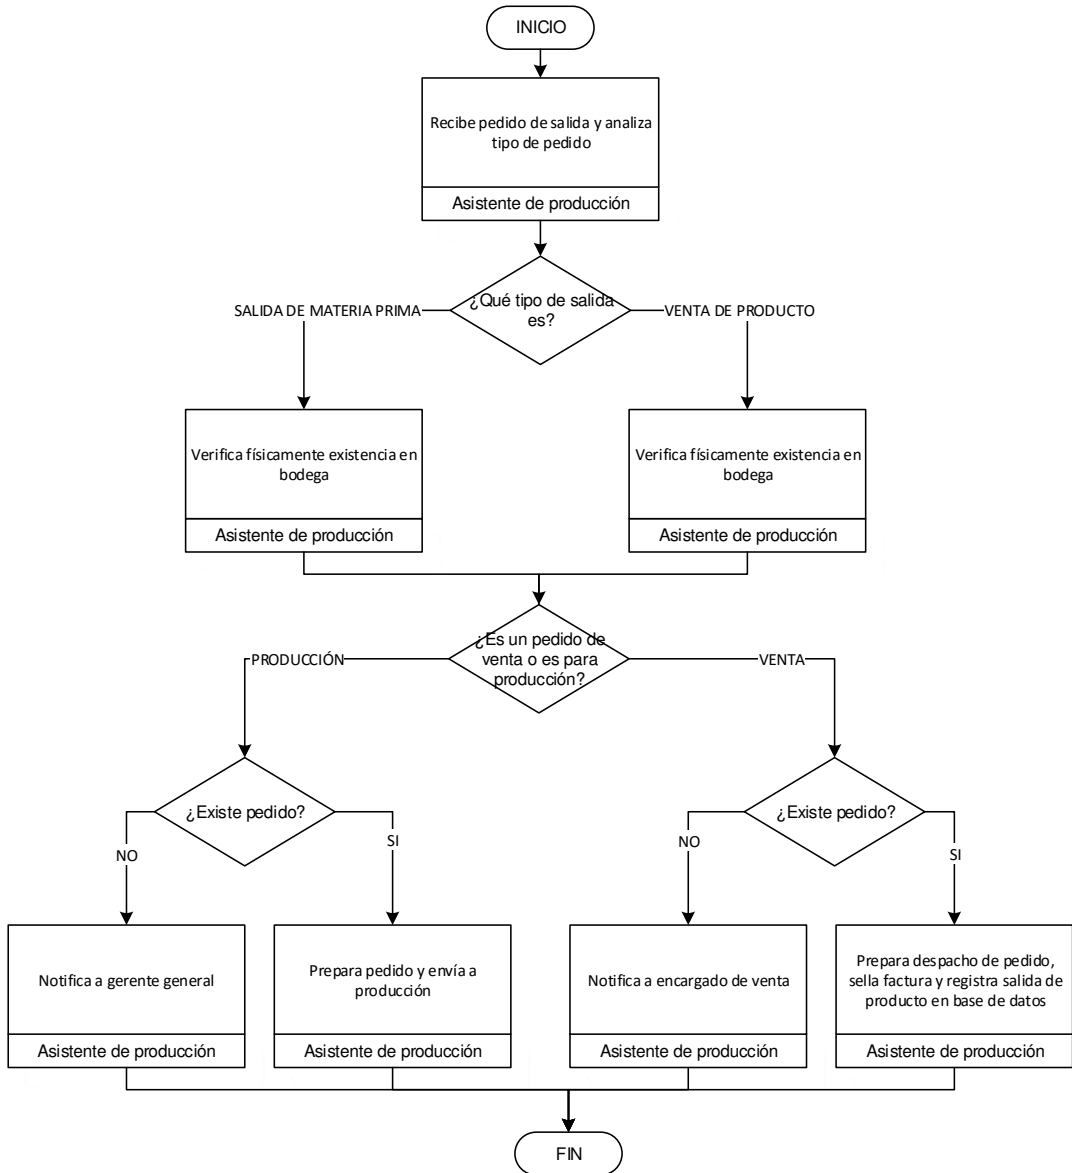 INICIO
Recibe pedido de salida y analiza
tipo de pedido
Asistente de producción
¿Qué tipo de salida
es?
SALIDA DE MATERIA PRIMA
VENTA DE PRODUCTO
Verifica físicamente existencia en
bodega
Asistente de producción
Verifica físicamente existencia en
bodega
Asistente de producción
¿Es un pedido de
venta o es para
producción?
PRODUCCIÓN
VENTA
¿Existe pedido?
NO
SI
¿Existe pedido?
NO
SI
Notifica a gerente general
Asistente de producción
Prepara pedido y envía a
producción
Asistente de producción
Notifica a encargado de venta
Asistente de producción
Prepara despacho de pedido,
sella factura y registra salida de
producto en base de datos
Asistente de producción
FIN